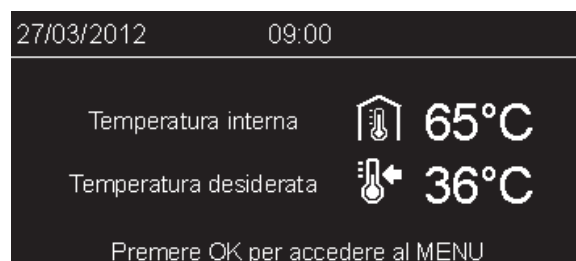 27/03/2012 09:00
Temperatura interna 65°C
Temperatura desiderata 36°C
Premere OK per accedere al MENU